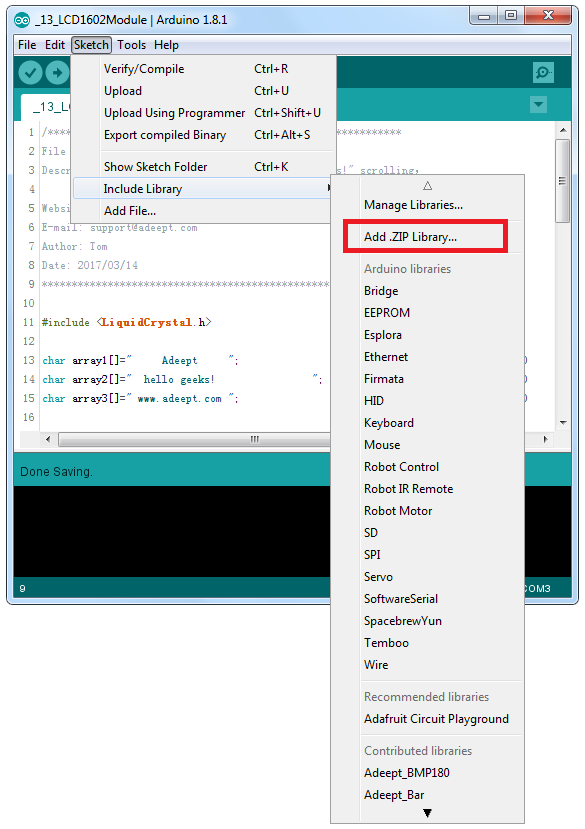 _13_LCD1602Module | Arduino 1.8.1
File Edit Sketch Tools Help
Verify/Compile Ctrl+R
Upload Ctrl+U
Upload Using Programmer Ctrl+Shift+U
Export compiled Binary Ctrl+Alt+S
Show Sketch Folder Ctrl+K
Include Library
Add File...
Manage Libraries...
Add .ZIP Library...
Arduino libraries
Bridge
EEPROM
Esplora
Ethernet
Firmata
HID
Keyboard
Mouse
Robot Control
Robot IR Remote
Robot Motor
SD
SPI
Servo
SoftwareSerial
SpacebrewYun
Temboo
Wire
Recommended libraries
Adafruit Circuit Playground
Contributed libraries
Adeept_BMP180
Adeept_Bar
_13_LC
1 /**** ************
2 File
3 Descr s!" scrolling,
4
5 Websi
6 E-mail: support@adeept.com
7 Author: Tom
8 Date: 2017/03/14
9 ************************************************
10
11 #include <LiquidCrystal.h>
12
13 char array1[]="     Adeept     ";
14 char array2[]="  hello geeks!                ";
15 char array3[]=" www.adeept.com ";
16
Done Saving.
9 COM3